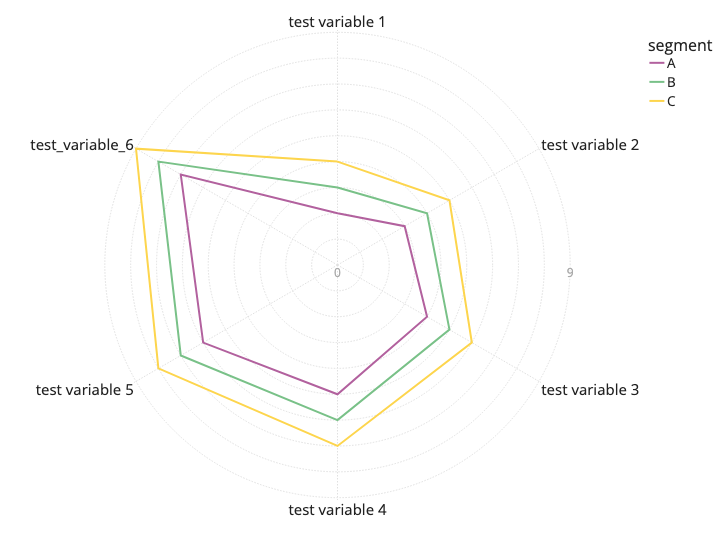 test variable 1
segment
A
B
C
test_variable_6
test variable 2
0
9
test variable 5
test variable 3
test variable 4